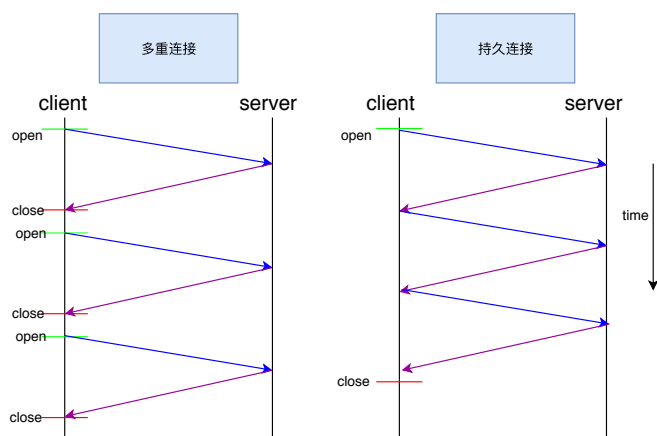 多重连接
持久连接
client
server
client
server
open
open
close
open
time
close
open
close
close